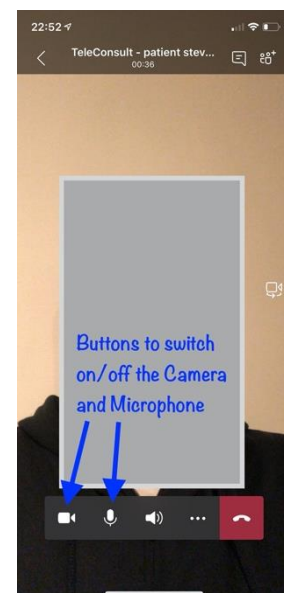 22:52
TeleConsult - patient stev...
00:36
Buttons to switch
on/off the Camera
and Microphone